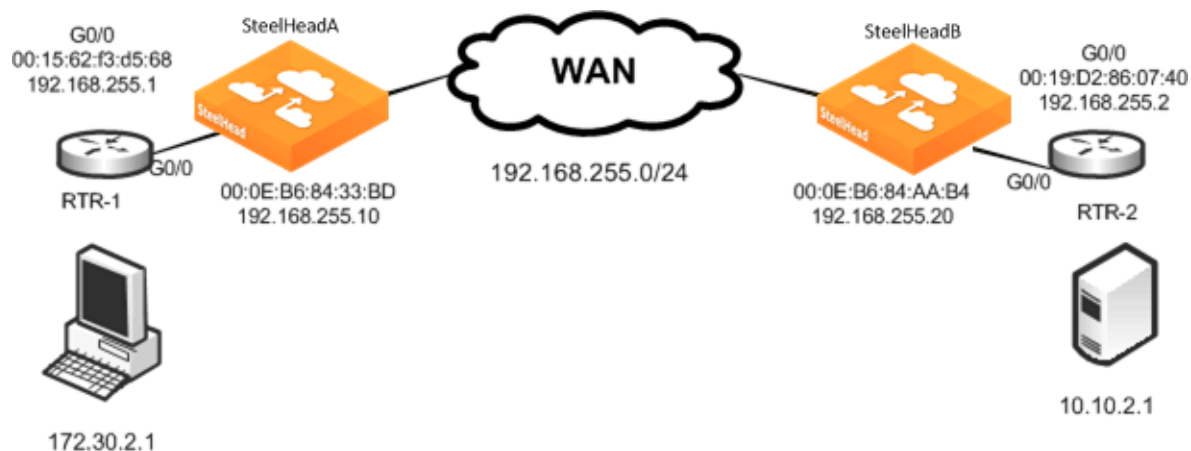 G0/0
00:15:62:f3:d5:68
192.168.255.1
SteelHeadA
SteelHead
G0/0
RTR-1
00:0E:B6:84:33:BD
192.168.255.10
172.30.2.1
WAN
192.168.255.0/24
SteelHeadB
SteelHead
00:0E:B6:84:AA:B4
192.168.255.20
G0/0
00:19:D2:86:07:40
192.168.255.2
G0/0
RTR-2
10.10.2.1